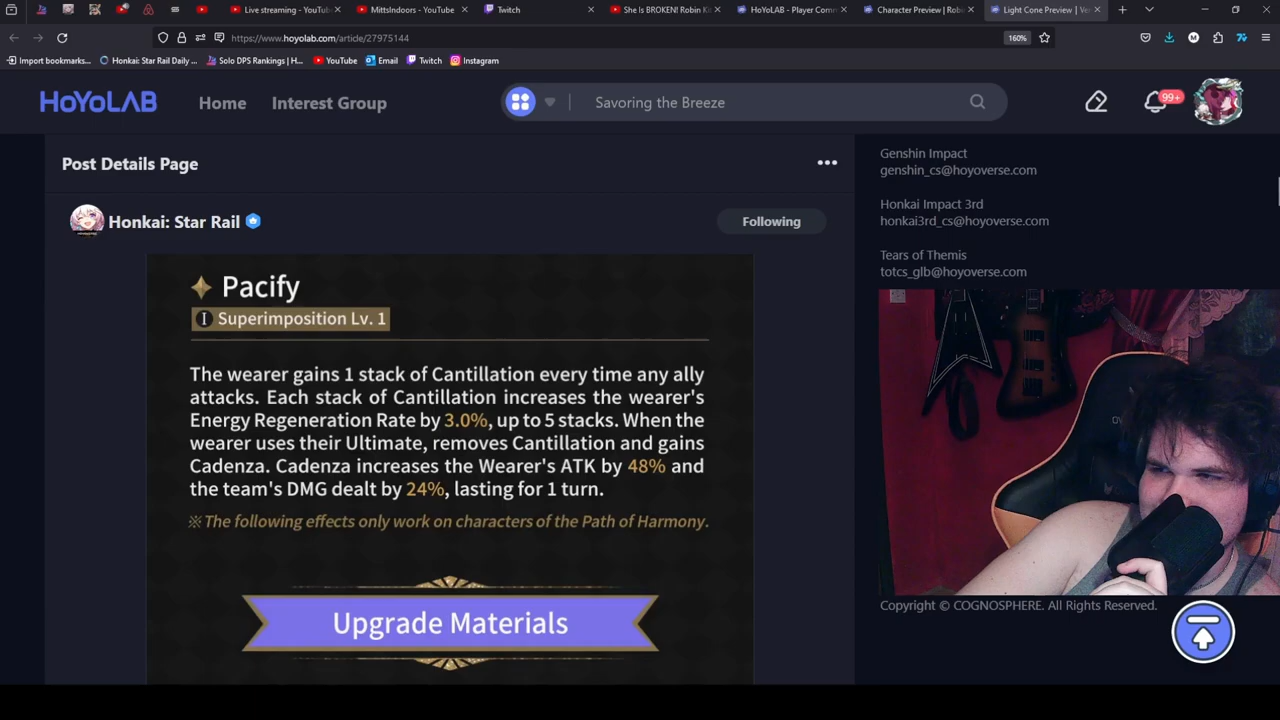 Live streaming - YouTub
MittsIndoors - YouTube
Twitch
She Is BROKEN! Robin Ki
HoYoLAB - Player Comm
Character Preview | Rob
Light Cone Preview | Ve
https://www.hoyolab.com/article/27975144
160%
Import bookmarks...
Honkai: Star Rail Daily ...
Solo DPS Rankings | H...
YouTube
Email
Twitch
Instagram
HoYoLAB
Home
Interest Group
Savoring the Breeze
99+
Post Details Page
Honkai: Star Rail
Following
Pacify
I Superimposition Lv. 1
The wearer gains 1 stack of Cantillation every time any ally
attacks. Each stack of Cantillation increases the wearer's
Energy Regeneration Rate by 3.0%, up to 5 stacks. When the
wearer uses their Ultimate, removes Cantillation and gains
Cadenza. Cadenza increases the Wearer's ATK by 48% and
the team's DMG dealt by 24%, lasting for 1 turn.
※The following effects only work on characters of the Path of Harmony.
Upgrade Materials
Genshin Impact
genshin_cs@hoyoverse.com
Honkai Impact 3rd
honkai3rd_cs@hoyoverse.com
Tears of Themis
totcs_glb@hoyoverse.com
Copyright © COGNOSPHERE. All Rights Reserved.